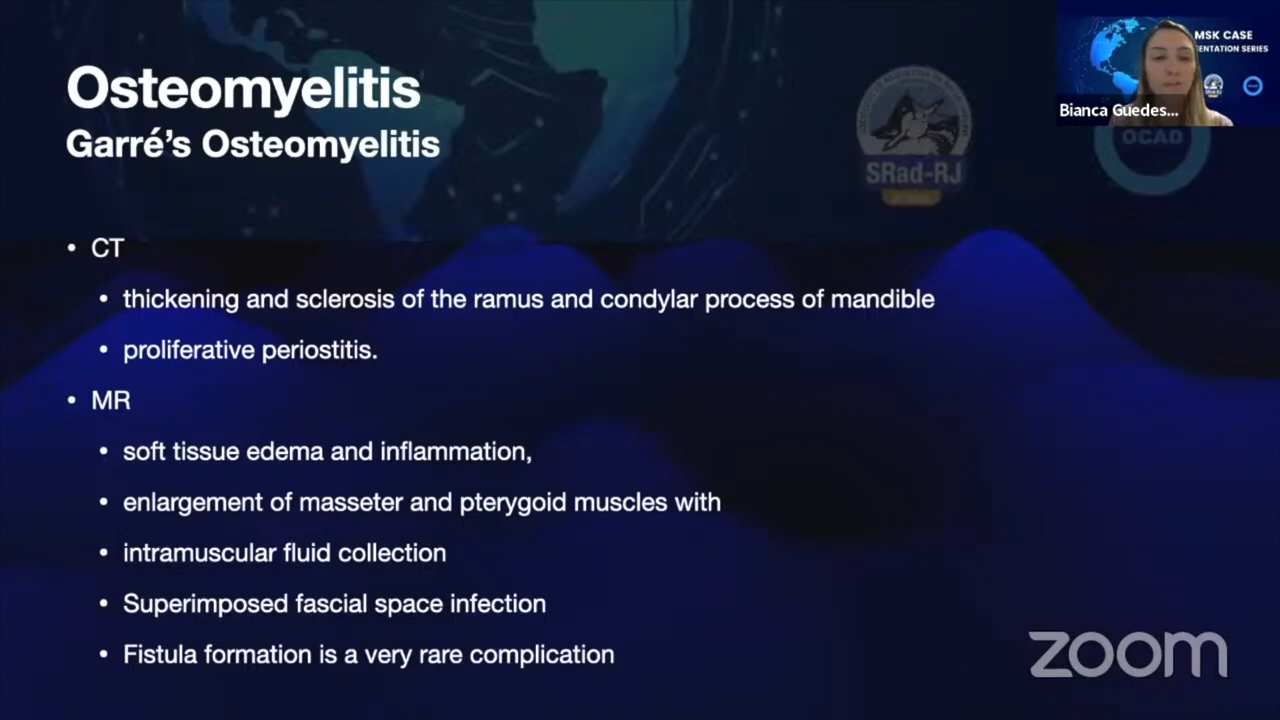 Osteomyelitis
Garré's Osteomyelitis
MSK CASE
ENTATION SERIES
Bianca Guedes...
SRad-RJ
OCAD
• CT
• thickening and sclerosis of the ramus and condylar process of mandible
• proliferative periostitis.
• MR
• soft tissue edema and inflammation,
• enlargement of masseter and pterygoid muscles with
• intramuscular fluid collection
• Superimposed fascial space infection
• Fistula formation is a very rare complication
zoom